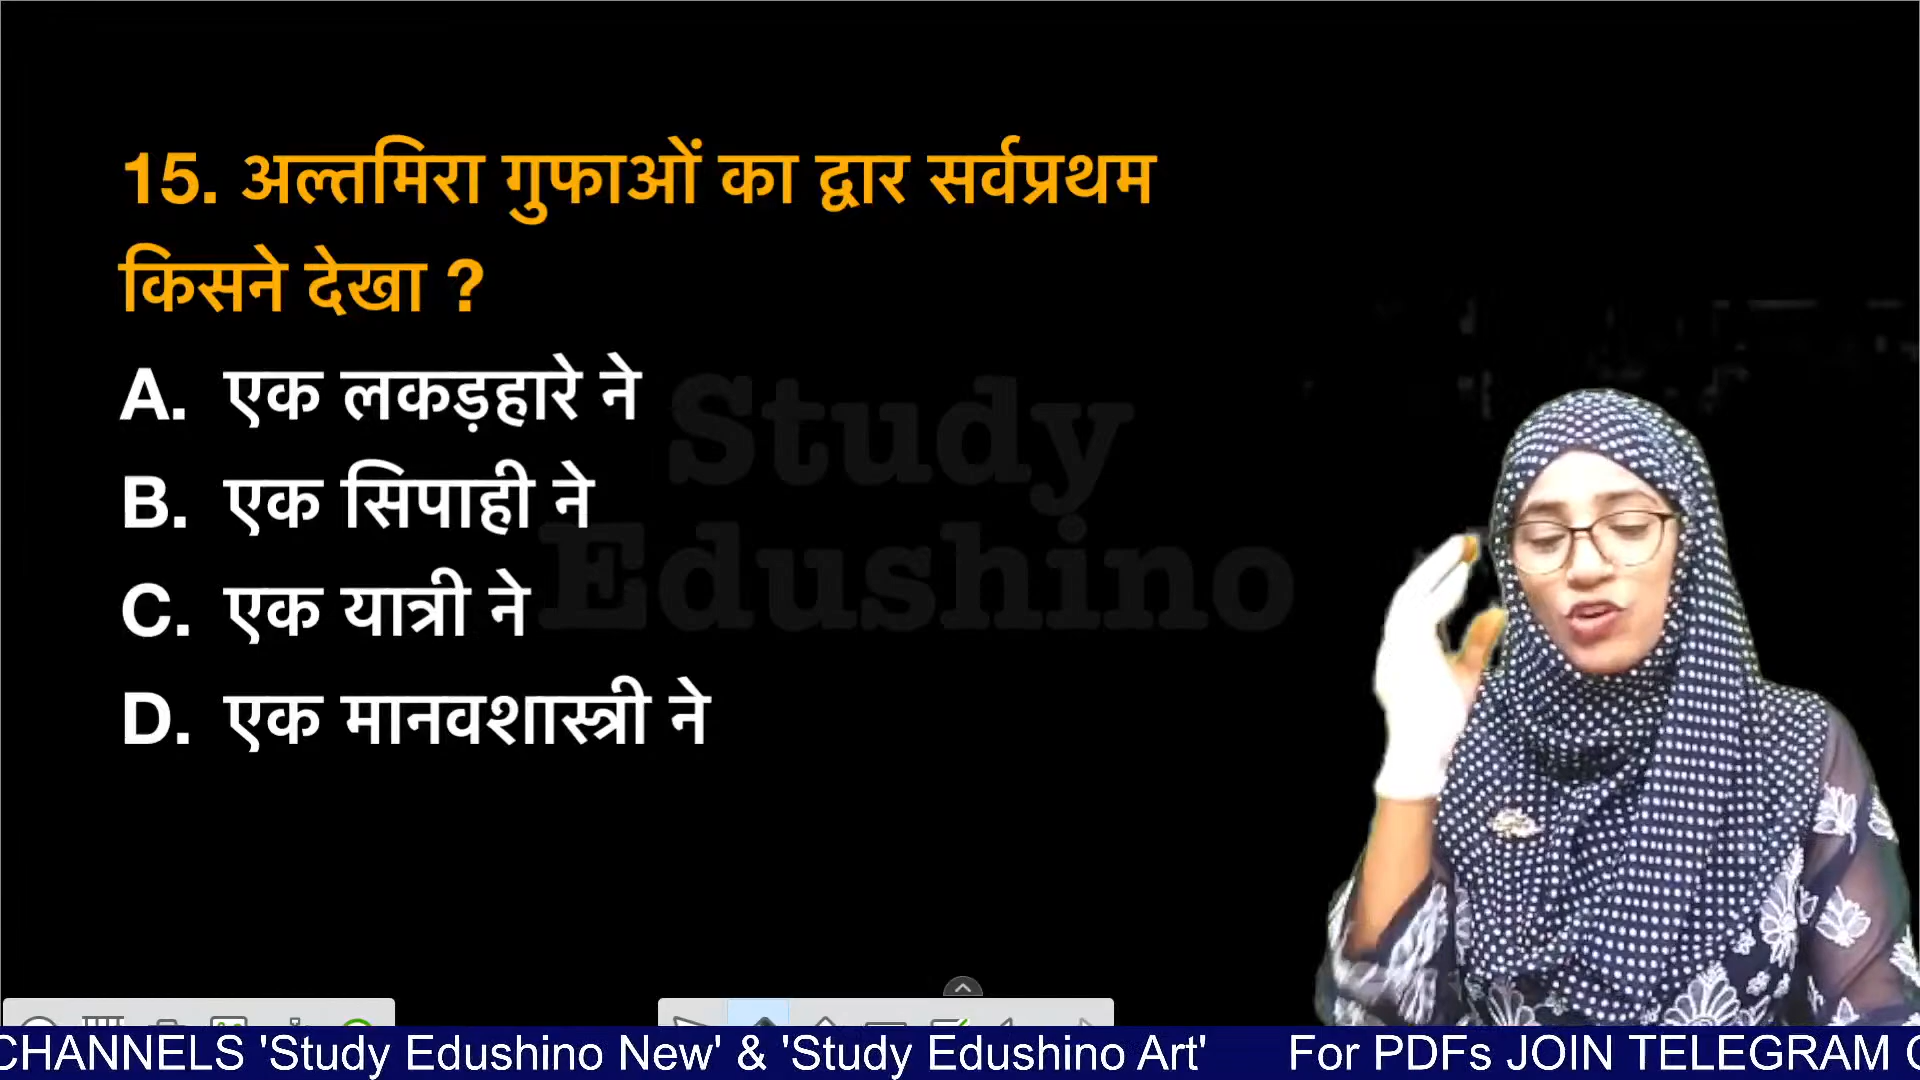 15. अल्तमिरा गुफाओं का द्वार सर्वप्रथम
किसने देखा ?
A. एक लकड़हारे ने
B. एक सिपाही ने
C. एक यात्री ने
D. एक मानवशास्त्री ने
Study
Edushino
CHANNELS 'Study Edushino New' & 'Study Edushino Art' For PDFs JOIN TELEGRAM